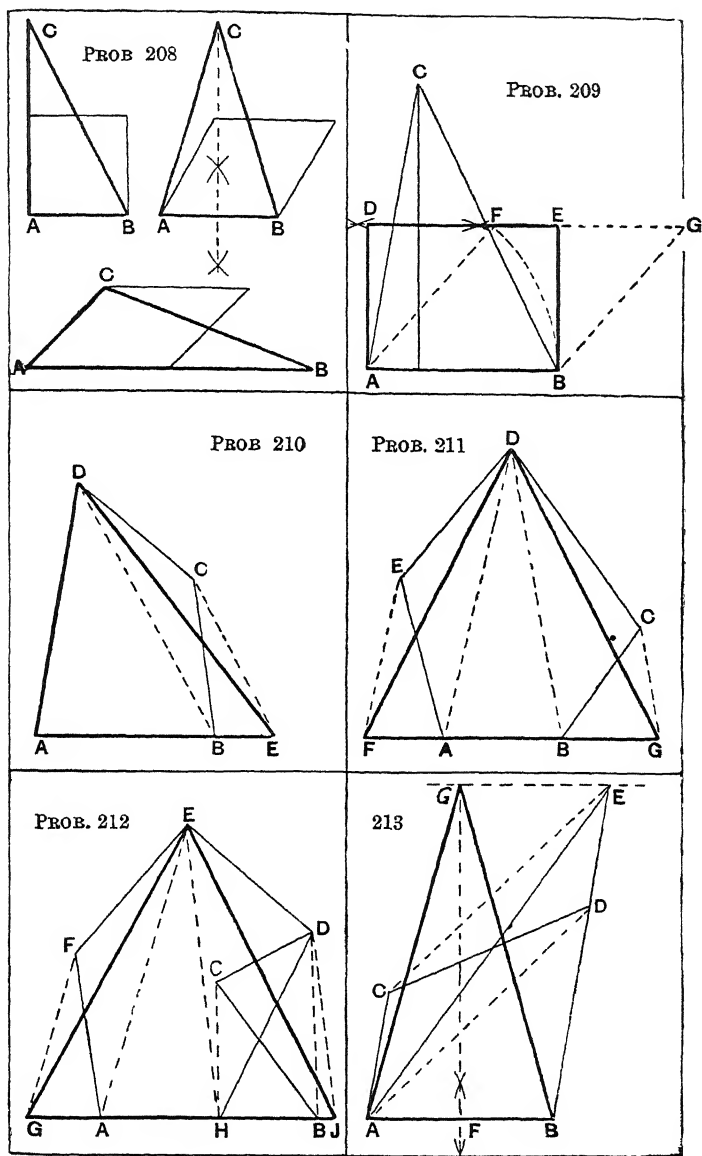 C
PROB 208
C
A B A B
C
A B
C
PROB. 209
D F E G
A B
PROB 210
D
C
A B E
PROB. 211
D
E
C
F A B G
PROB. 212
E
F
D
C
G A H B J
213
G E
D
C
A F B